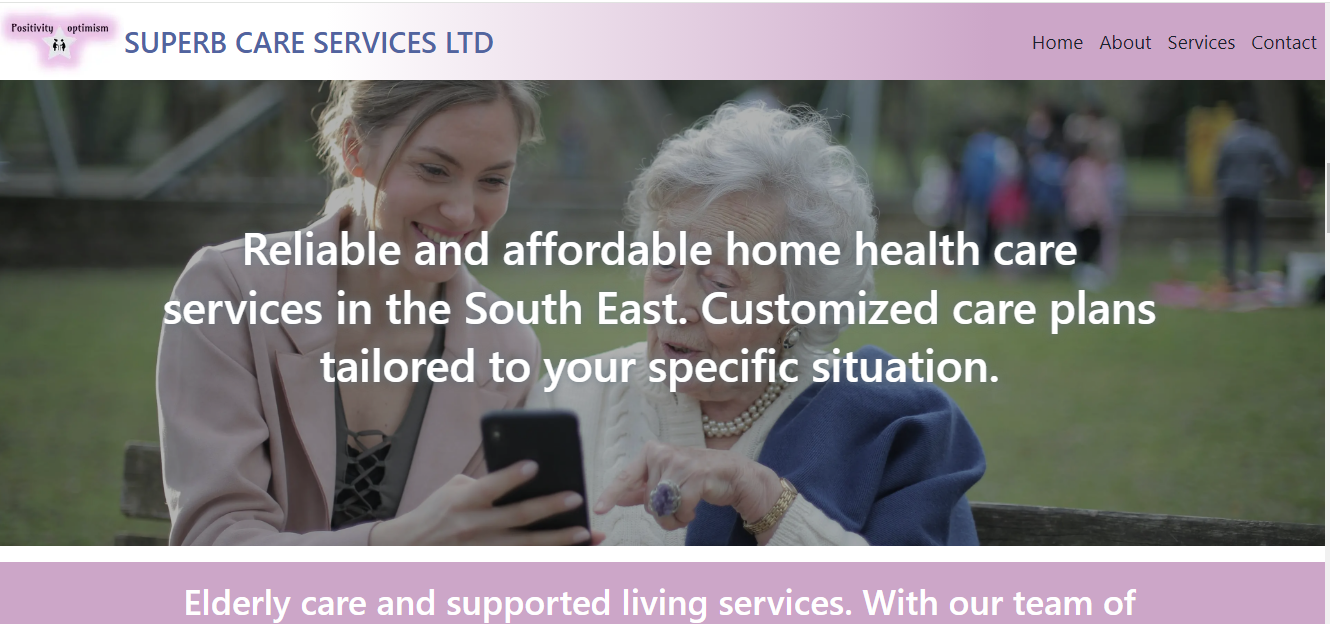 Positivity optimism
SUPERB CARE SERVICES LTD
Home About Services Contact
Reliable and affordable home health care
services in the South East. Customized care plans
tailored to your specific situation.
Elderly care and supported living services. With our team of